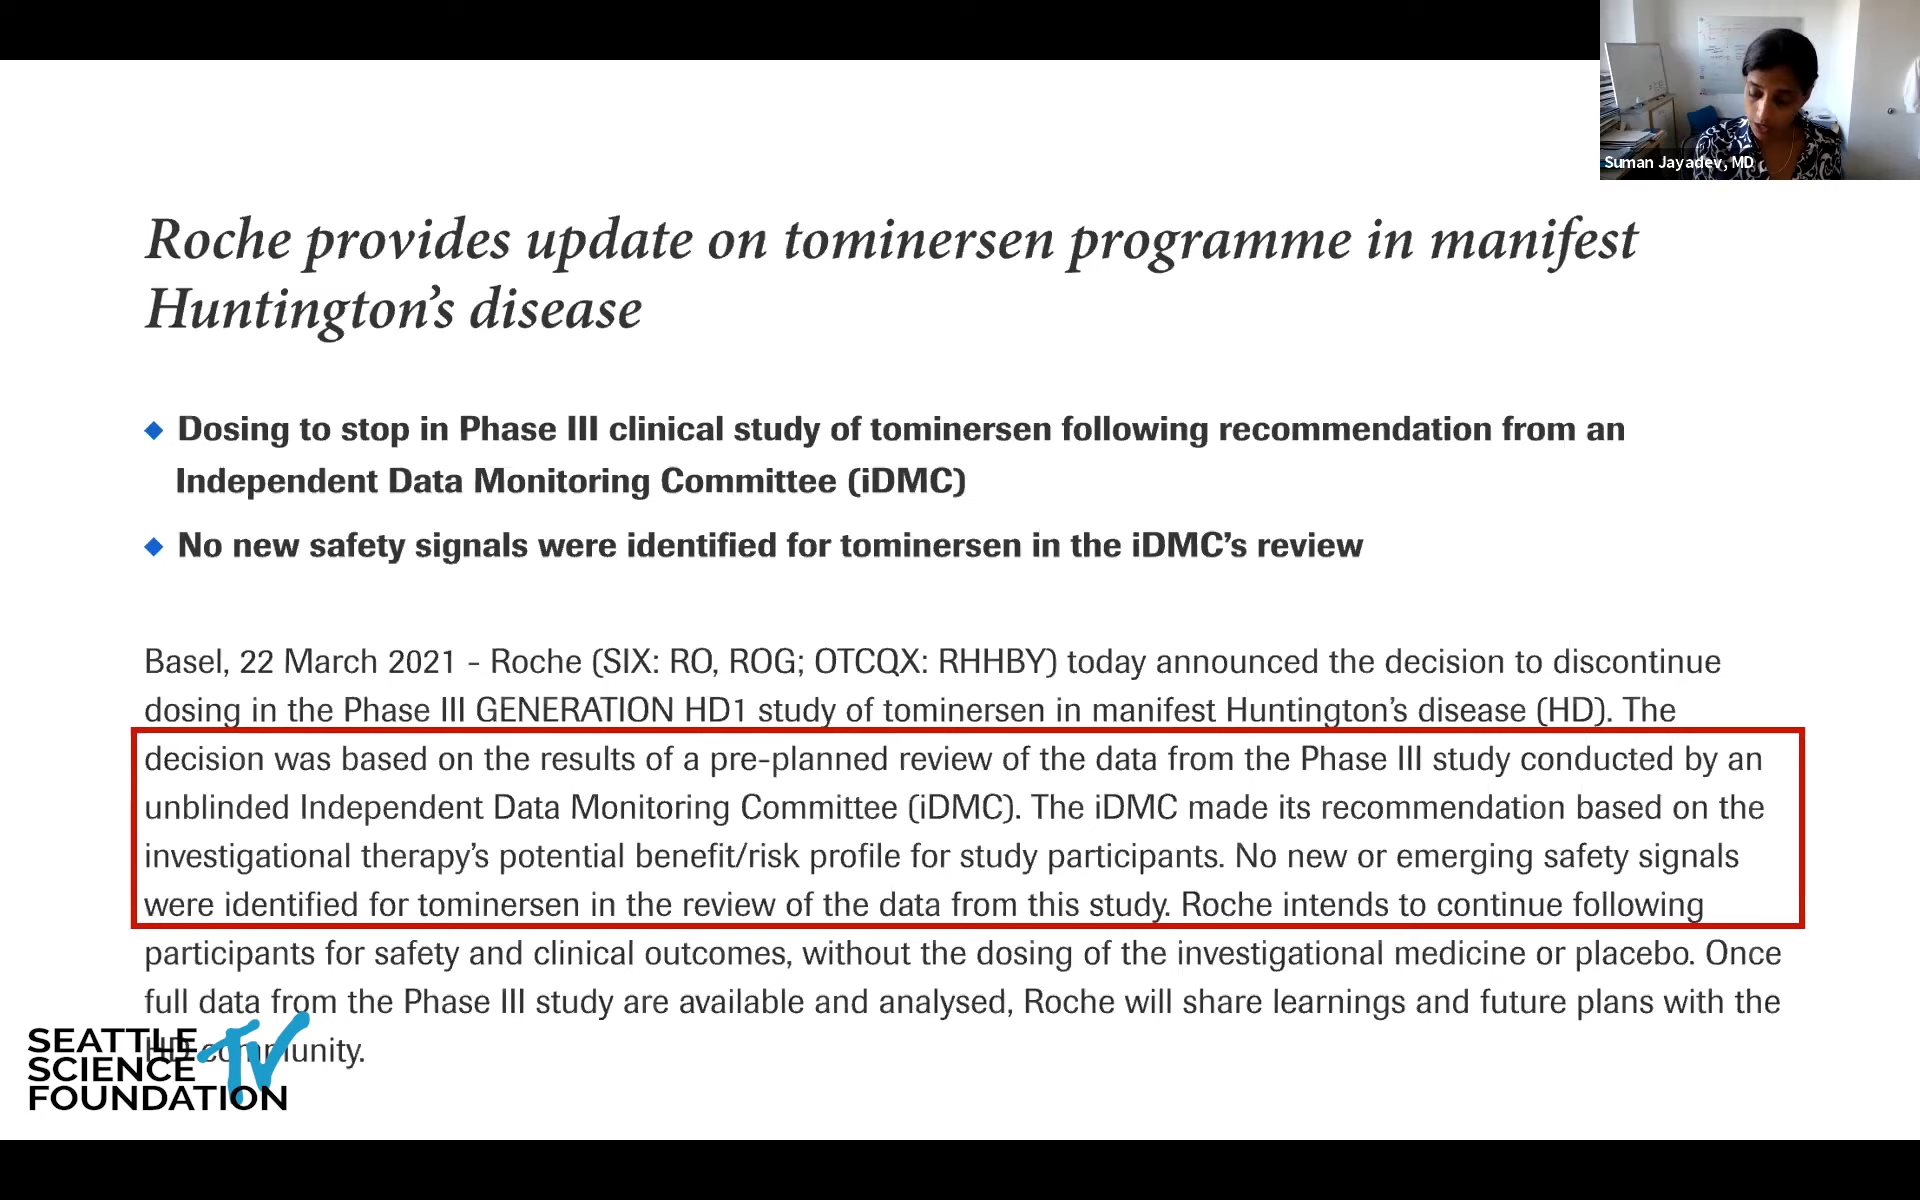 Suman Jayadev, MD
Roche provides update on tominersen programme in manifest
Huntington's disease
Dosing to stop in Phase III clinical study of tominersen following recommendation from an
Independent Data Monitoring Committee (iDMC)
No new safety signals were identified for tominersen in the iDMC's review
Basel, 22 March 2021 - Roche (SIX: RO, ROG; OTCQX: RHHBY) today announced the decision to discontinue
dosing in the Phase III GENERATION HD1 study of tominersen in manifest Huntington's disease (HD). The
decision was based on the results of a pre-planned review of the data from the Phase III study conducted by an
unblinded Independent Data Monitoring Committee (iDMC). The iDMC made its recommendation based on the
investigational therapy's potential benefit/risk profile for study participants. No new or emerging safety signals
were identified for tominersen in the review of the data from this study. Roche intends to continue following
participants for safety and clinical outcomes, without the dosing of the investigational medicine or placebo. Once
full data from the Phase III study are available and analysed, Roche will share learnings and future plans with the
HD community.
SEATTLE
SCIENCE
FOUNDATION
TV